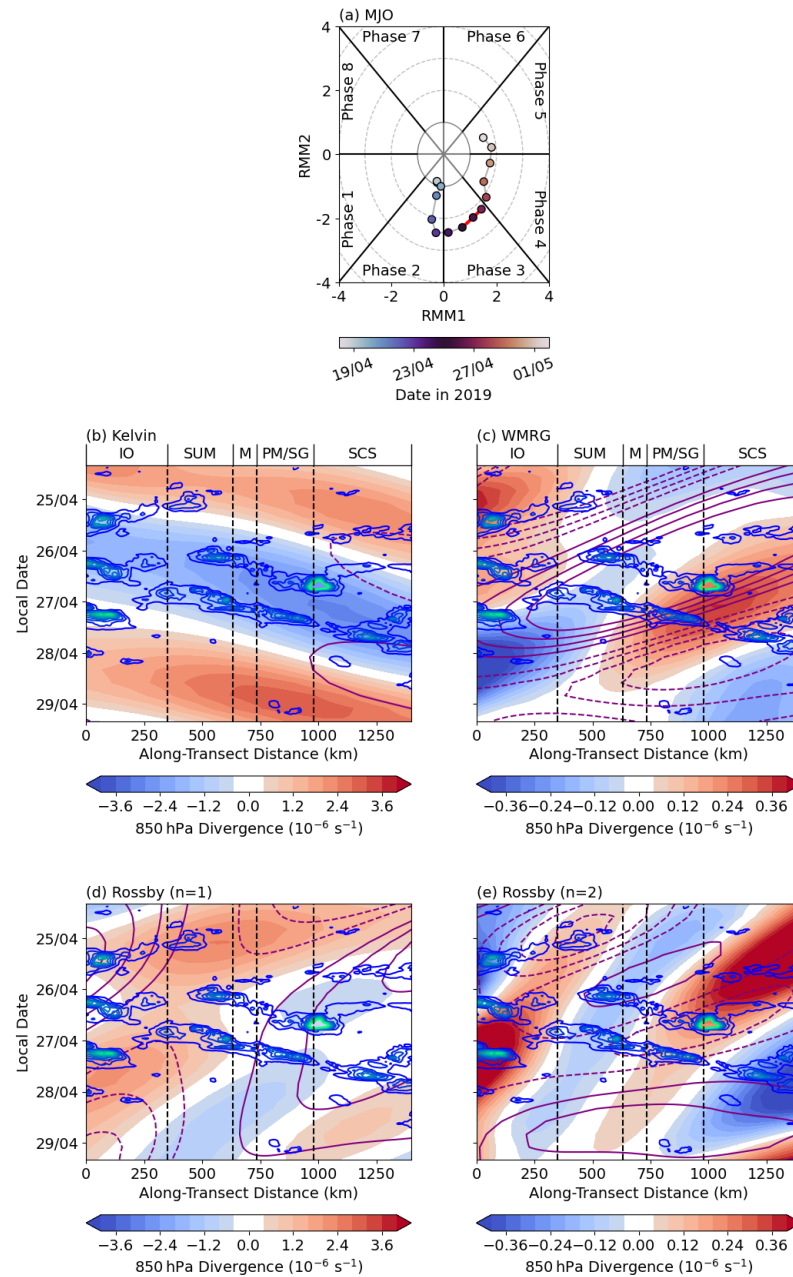 (a) MJO
Phase 7
Phase 6
Phase 8
Phase 5
Phase 1
Phase 4
Phase 2
Phase 3
4
2
0
−2
−4
RMM2
−4 −2 0 2 4
RMM1
19/04 23/04 27/04 01/05
Date in 2019
(b) Kelvin
IO SUM M PM/SG SCS
25/04
26/04
27/04
28/04
29/04
Local Date
0 250 500 750 1000 1250
Along-Transect Distance (km)
−3.6 −2.4 −1.2 0.0 1.2 2.4 3.6
850 hPa Divergence (10⁻⁶ s⁻¹)
(c) WMRG
IO SUM M PM/SG SCS
0 250 500 750 1000 1250
Along-Transect Distance (km)
−0.36 −0.24 −0.12 0.00 0.12 0.24 0.36
850 hPa Divergence (10⁻⁶ s⁻¹)
(d) Rossby (n=1)
25/04
26/04
27/04
28/04
29/04
Local Date
0 250 500 750 1000 1250
Along-Transect Distance (km)
−3.6 −2.4 −1.2 0.0 1.2 2.4 3.6
850 hPa Divergence (10⁻⁶ s⁻¹)
(e) Rossby (n=2)
0 250 500 750 1000 1250
Along-Transect Distance (km)
−0.36 −0.24 −0.12 0.00 0.12 0.24 0.36
850 hPa Divergence (10⁻⁶ s⁻¹)